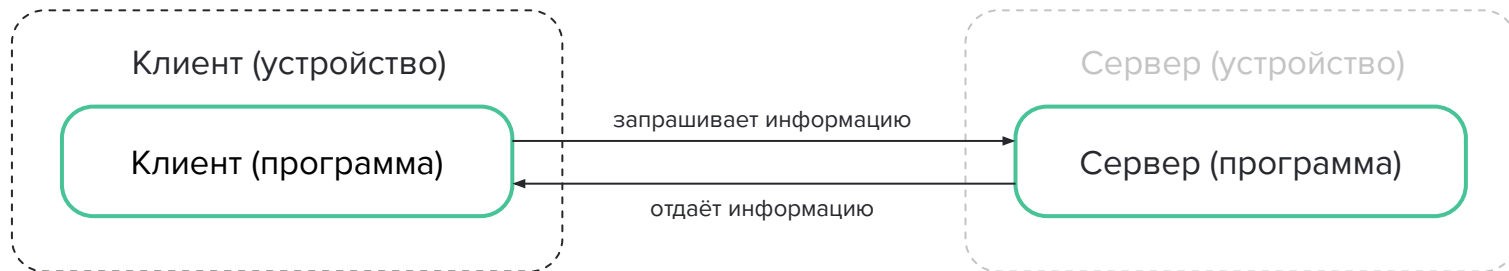 Клиент (устройство)
Сервер (устройство)
запрашивает информацию
Клиент (программа)
Сервер (программа)
отдаёт информацию